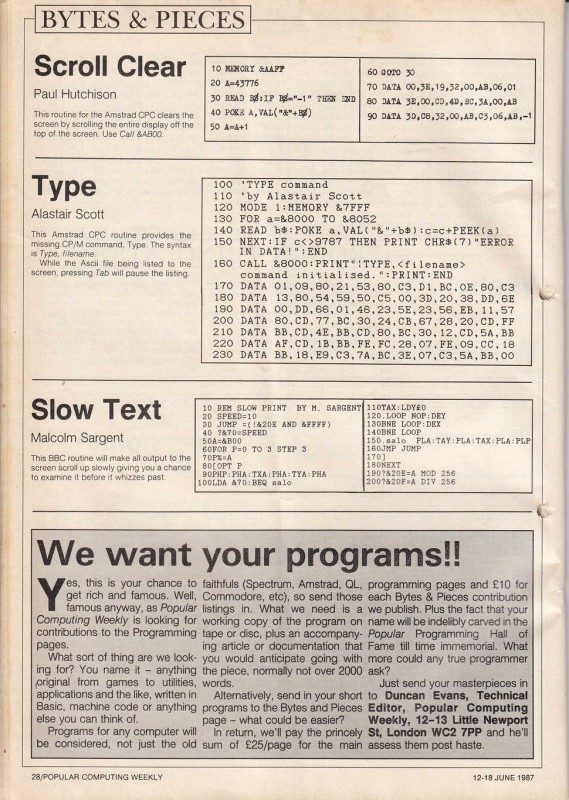 BYTES & PIECES
Scroll Clear
Paul Hutchison
This routine for the Amstrad CPC clears the
screen by scrolling the entire display off the
top of the screen. Use Call &AB00.
10 MEMORY &AAFF
20 A=43776
30 READ B$:IF B$="-1" THEN END
40 POKE A,VAL("&"+B$)
50 A=A+1
60 GOTO 30
70 DATA 00,3E,19,32,00,AB,06,01
80 DATA 3E,00,CD,4D,BC,3A,00,AB
90 DATA 3D,C8,32,00,AB,C3,06,AB,-1
Type
Alastair Scott
This Amstrad CPC routine provides the
missing CP/M command, Type. The syntax
is Type, filename.
While the Ascii file being listed to the
screen, pressing Tab will pause the listing.
100 'TYPE command
110 'by Alastair Scott
120 MODE 1:MEMORY &7FFF
130 FOR a=&8000 TO &8052
140 READ b$:POKE a,VAL("&"+b$):c=c+PEEK(a)
150 NEXT:IF c<>9787 THEN PRINT CHR$(7)"ERROR
IN DATA!":END
160 CALL &8000:PRINT"¦TYPE,<filename>
command initialised.":PRINT:END
170 DATA 01,09,80,21,53,80,C3,D1,BC,0E,80,C3
180 DATA 13,80,54,59,50,C5,00,3D,20,38,DD,6E
190 DATA 00,DD,66,01,46,23,5E,23,56,EB,11,57
200 DATA 80,CD,77,BC,30,24,CB,67,28,20,CD,FF
210 DATA BB,CD,4E,BB,CD,80,BC,30,12,CD,5A,BB
220 DATA AF,CD,1B,BB,FE,FC,28,07,FE,09,CC,18
230 DATA BB,18,E9,C3,7A,BC,3E,07,C3,5A,BB,00
Slow Text
Malcolm Sargent
This BBC routine will make all output to the
screen scroll up slowly giving you a chance
to examine it before it whizzes past.
10 REM SLOW PRINT BY M. SARGENT
20 SPEED=10
30 JUMP =(!&20E AND &FFFF)
40 ?&70=SPEED
50A=&B00
60FOR P=0 TO 3 STEP 3
70P%=A
80[OPT P
90PHP:PHA:TXA:PHA:TYA:PHA
100LDA &70:BEQ salo
110TAX:LDY£0
120.LOOP NOP:DEY
130BNE LOOP:DEX
140BNE LOOP
150.salo PLA:TAY:PLA:TAX:PLA:PLP
160JMP JUMP
170]
180NEXT
190?&20E=A MOD 256
200?&20F=A DIV 256
We want your programs!!
Yes, this is your chance to
get rich and famous. Well,
famous anyway, as Popular
Computing Weekly is looking for
contributions to the Programming
pages.
What sort of thing are we look-
ing for? You name it – anything
original from games to utilities,
applications and the like, written in
Basic, machine code or anything
else you can think of.
Programs for any computer will
be considered, not just the old
faithfuls (Spectrum, Amstrad, QL,
Commodore, etc), so send those
listings in. What we need is a
working copy of the program on
tape or disc, plus an accompany-
ing article or documentation that
you would anticipate going with
the piece, normally not over 2000
words.
Alternatively, send in your short
programs to the Bytes and Pieces
page – what could be easier?
In return, we'll pay the princely
sum of £25/page for the main
programming pages and £10 for
each Bytes & Pieces contribution
we publish. Plus the fact that your
name will be indelibly carved in the
Popular Programming Hall of
Fame till time immemorial. What
more could any true programmer
ask?
Just send your masterpieces in
to Duncan Evans, Technical
Editor, Popular Computing
Weekly, 12–13 Little Newport
St, London WC2 7PP and he'll
assess them post haste.
28/POPULAR COMPUTING WEEKLY
12-18 JUNE 1987